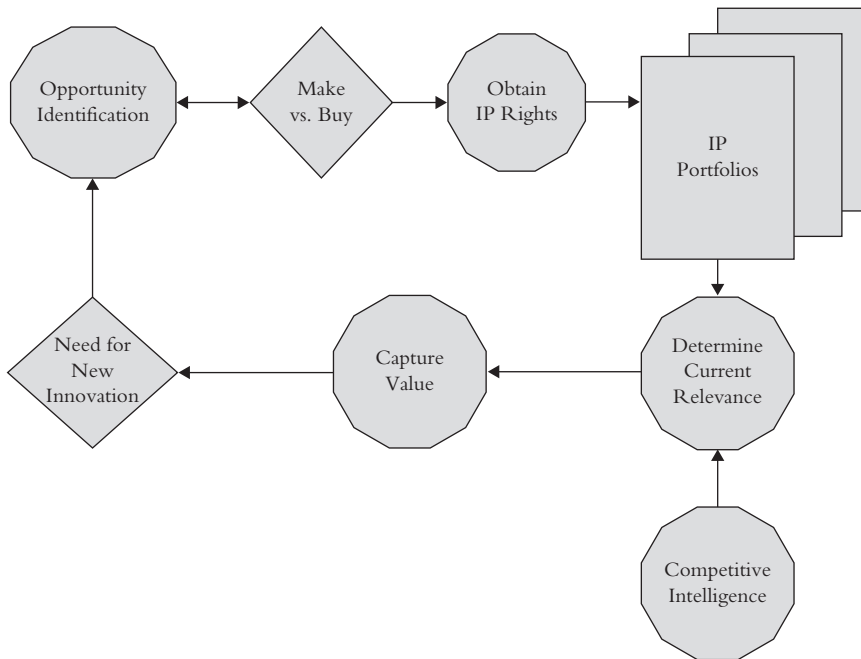 Opportunity
Identification
Make
vs. Buy
Obtain
IP Rights
IP
Portfolios
Need for
New
Innovation
Capture
Value
Determine
Current
Relevance
Competitive
Intelligence